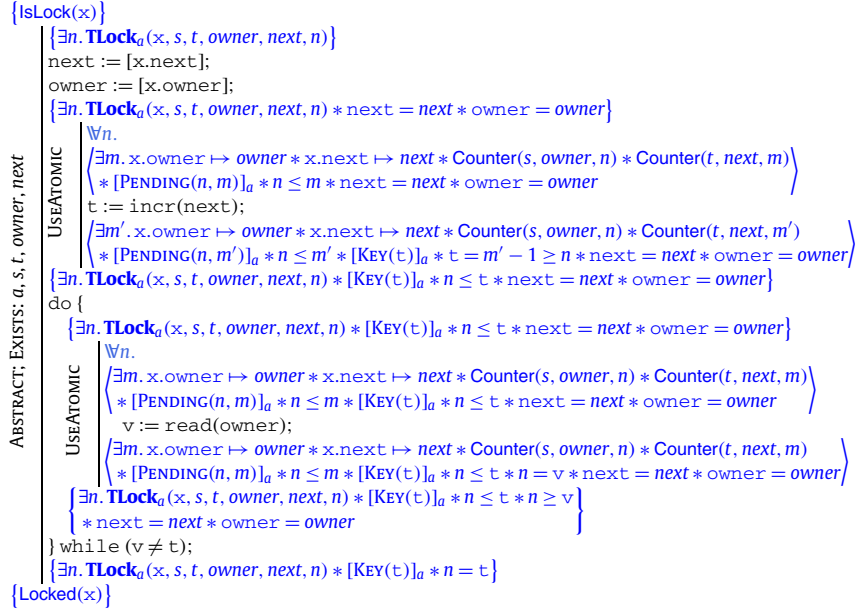 {IsLock(x)}
ABSTRACT; EXISTS: a, s, t, owner, next
{∃n. TLock_a(x, s, t, owner, next, n)}
next := [x.next];
owner := [x.owner];
{∃n. TLock_a(x, s, t, owner, next, n) ∗ next = next ∗ owner = owner}
USEATOMIC
∀n.
⟨∃m. x.owner ↦ owner ∗ x.next ↦ next ∗ Counter(s, owner, n) ∗ Counter(t, next, m)
∗ [PENDING(n, m)]_a ∗ n ≤ m ∗ next = next ∗ owner = owner⟩
t := incr(next);
⟨∃m′. x.owner ↦ owner ∗ x.next ↦ next ∗ Counter(s, owner, n) ∗ Counter(t, next, m′)
∗ [PENDING(n, m′)]_a ∗ n ≤ m′ ∗ [KEY(t)]_a ∗ t = m′ − 1 ≥ n ∗ next = next ∗ owner = owner⟩
{∃n. TLock_a(x, s, t, owner, next, n) ∗ [KEY(t)]_a ∗ n ≤ t ∗ next = next ∗ owner = owner}
do {
{∃n. TLock_a(x, s, t, owner, next, n) ∗ [KEY(t)]_a ∗ n ≤ t ∗ next = next ∗ owner = owner}
USEATOMIC
∀n.
⟨∃m. x.owner ↦ owner ∗ x.next ↦ next ∗ Counter(s, owner, n) ∗ Counter(t, next, m)
∗ [PENDING(n, m)]_a ∗ n ≤ m ∗ [KEY(t)]_a ∗ n ≤ t ∗ next = next ∗ owner = owner⟩
v := read(owner);
⟨∃m. x.owner ↦ owner ∗ x.next ↦ next ∗ Counter(s, owner, n) ∗ Counter(t, next, m)
∗ [PENDING(n, m)]_a ∗ n ≤ m ∗ [KEY(t)]_a ∗ n ≤ t ∗ n = v ∗ next = next ∗ owner = owner⟩
{∃n. TLock_a(x, s, t, owner, next, n) ∗ [KEY(t)]_a ∗ n ≤ t ∗ n ≥ v
∗ next = next ∗ owner = owner}
} while (v ≠ t);
{∃n. TLock_a(x, s, t, owner, next, n) ∗ [KEY(t)]_a ∗ n = t}
{Locked(x)}